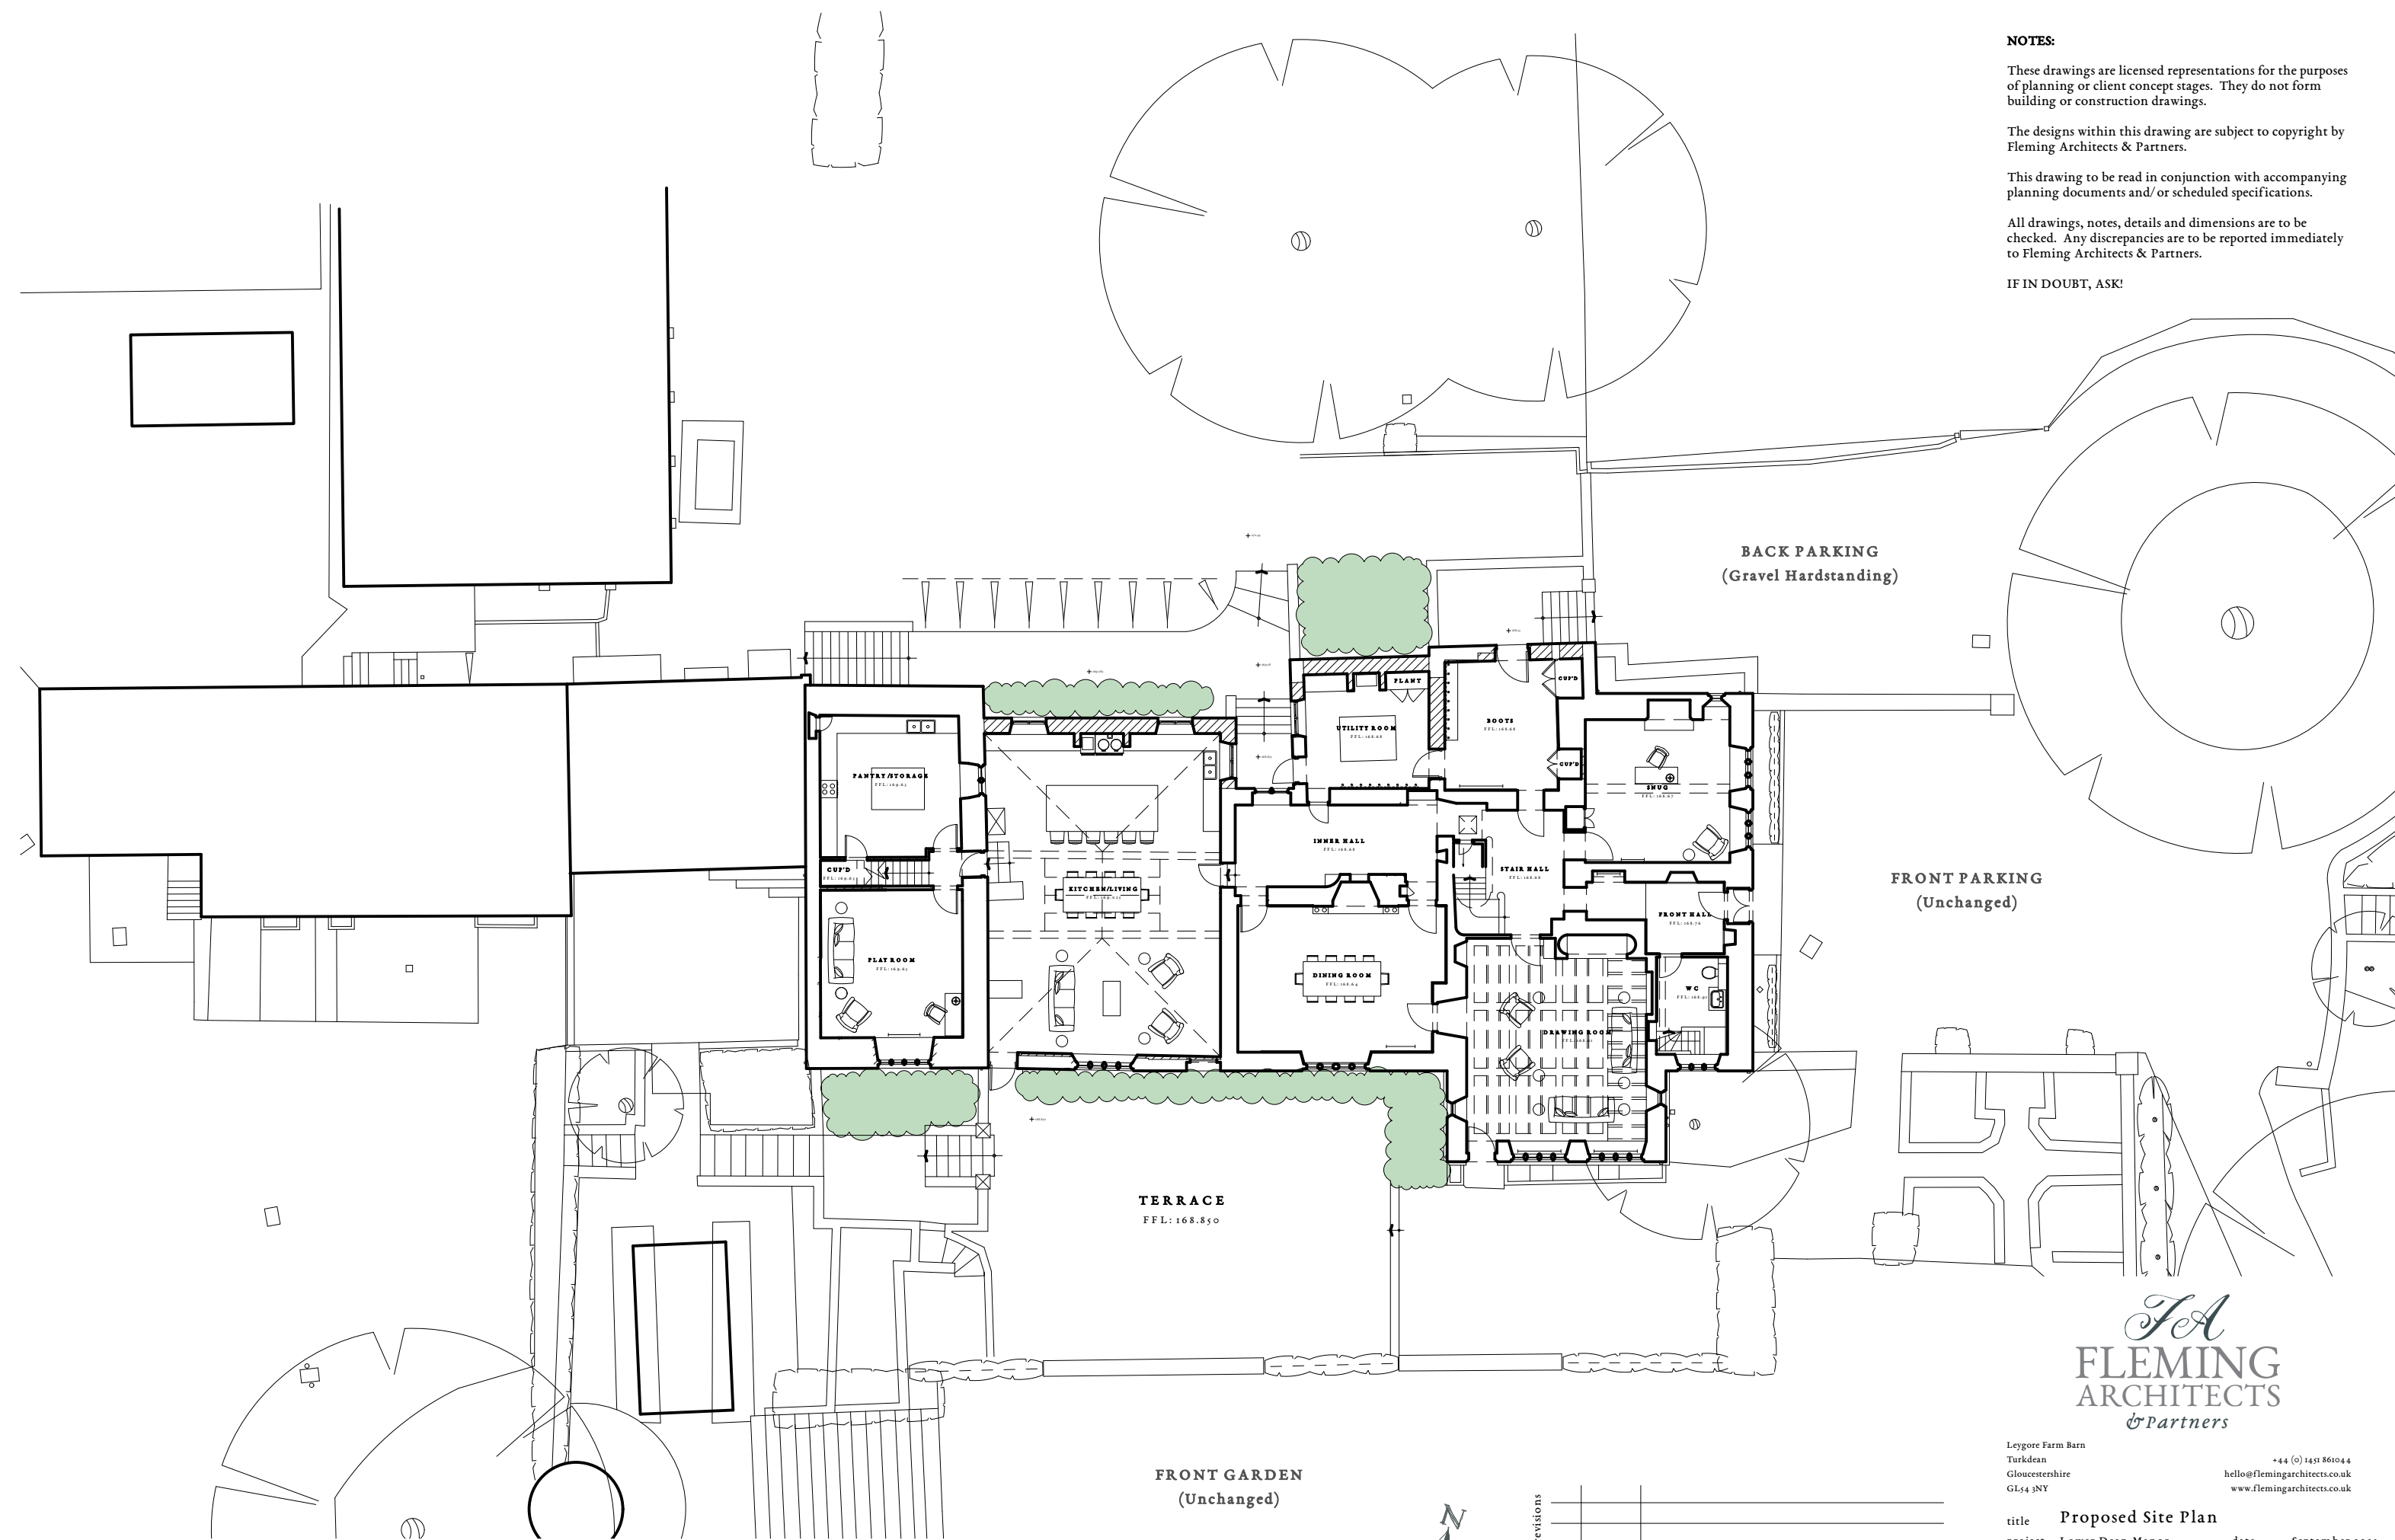 NOTES:
These drawings are licensed representations for the purposes
of planning or client concept stages. They do not form
building or construction drawings.
The designs within this drawing are subject to copyright by
Fleming Architects & Partners.
This drawing to be read in conjunction with accompanying
planning documents and/or scheduled specifications.
All drawings, notes, details and dimensions are to be
checked. Any discrepancies are to be reported immediately
to Fleming Architects & Partners.
IF IN DOUBT, ASK!
BACK PARKING
(Gravel Hardstanding)
PLANT
CUP'D
UTILITY ROOM
BOOTS
CUP'D
PANTRY/STORAGE
SNUG
INNER HALL
STAIR HALL
CUP'D
KITCHEN/LIVING
FRONT PARKING
(Unchanged)
FRONT HALL
PLAY ROOM
DINING ROOM
WC
DRAWING ROOM
TERRACE
FFL: 168.850
FA
FLEMING
ARCHITECTS
& Partners
Leygore Farm Barn
Turkdean
Gloucestershire
GL54 3NY
+44 (0) 1451 861044
hello@flemingarchitects.co.uk
www.flemingarchitects.co.uk
FRONT GARDEN
(Unchanged)
N
title Proposed Site Plan